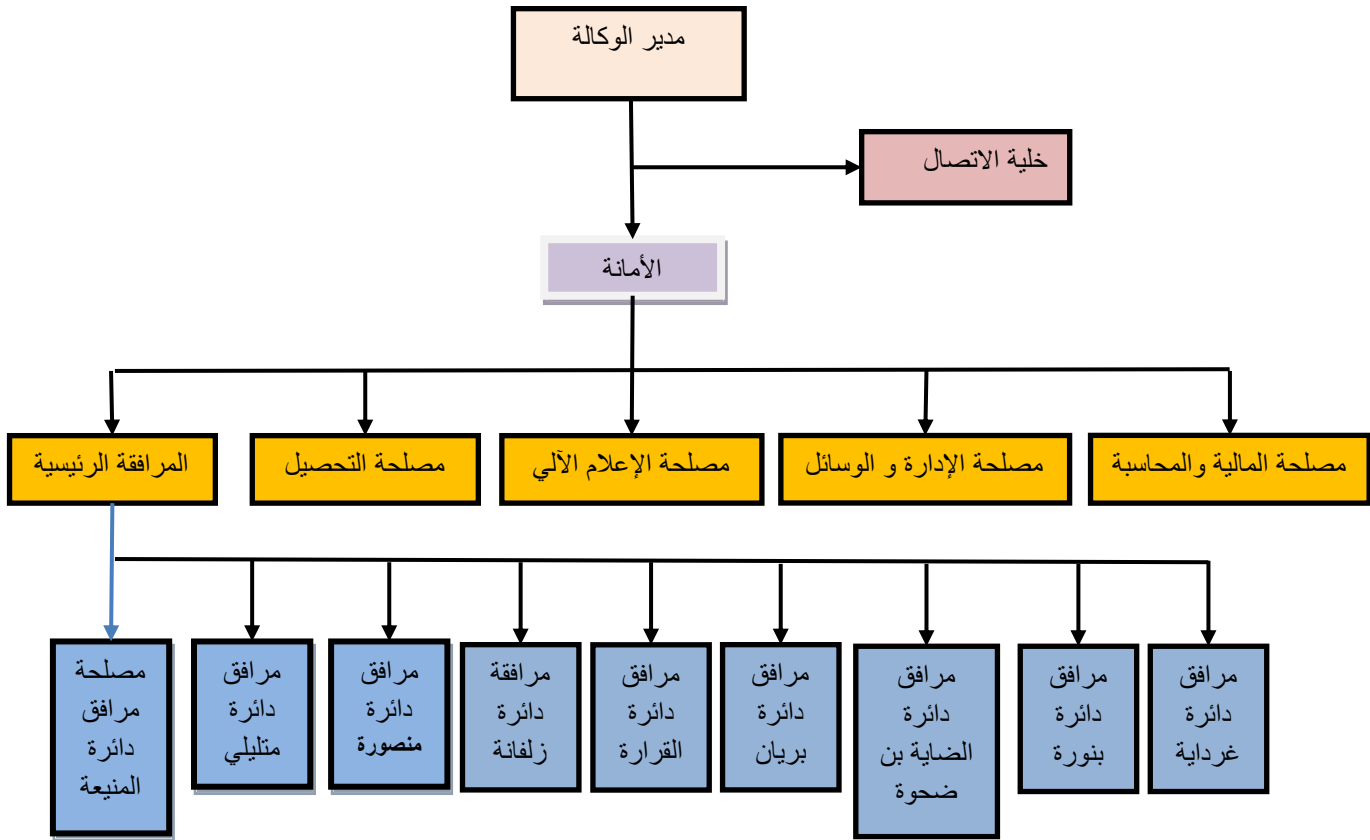 مدير الوكالة
خلية الاتصال
الأمانة
مصلحة المالية والمحاسبة
مصلحة الإدارة و الوسائل
مصلحة الإعلام الآلي
مصلحة التحصيل
المرافقة الرئيسية
مرافق
دائرة
غرداية
مرافق
دائرة
بنورة
مرافق
دائرة
الضاية بن
ضحوة
مرافق
دائرة
بريان
مرافق
دائرة
القرارة
مرافقة
دائرة
زلفانة
مرافق
دائرة
منصورة
مرافق
دائرة
متليلي
مصلحة
مرافق
دائرة
المنيعة